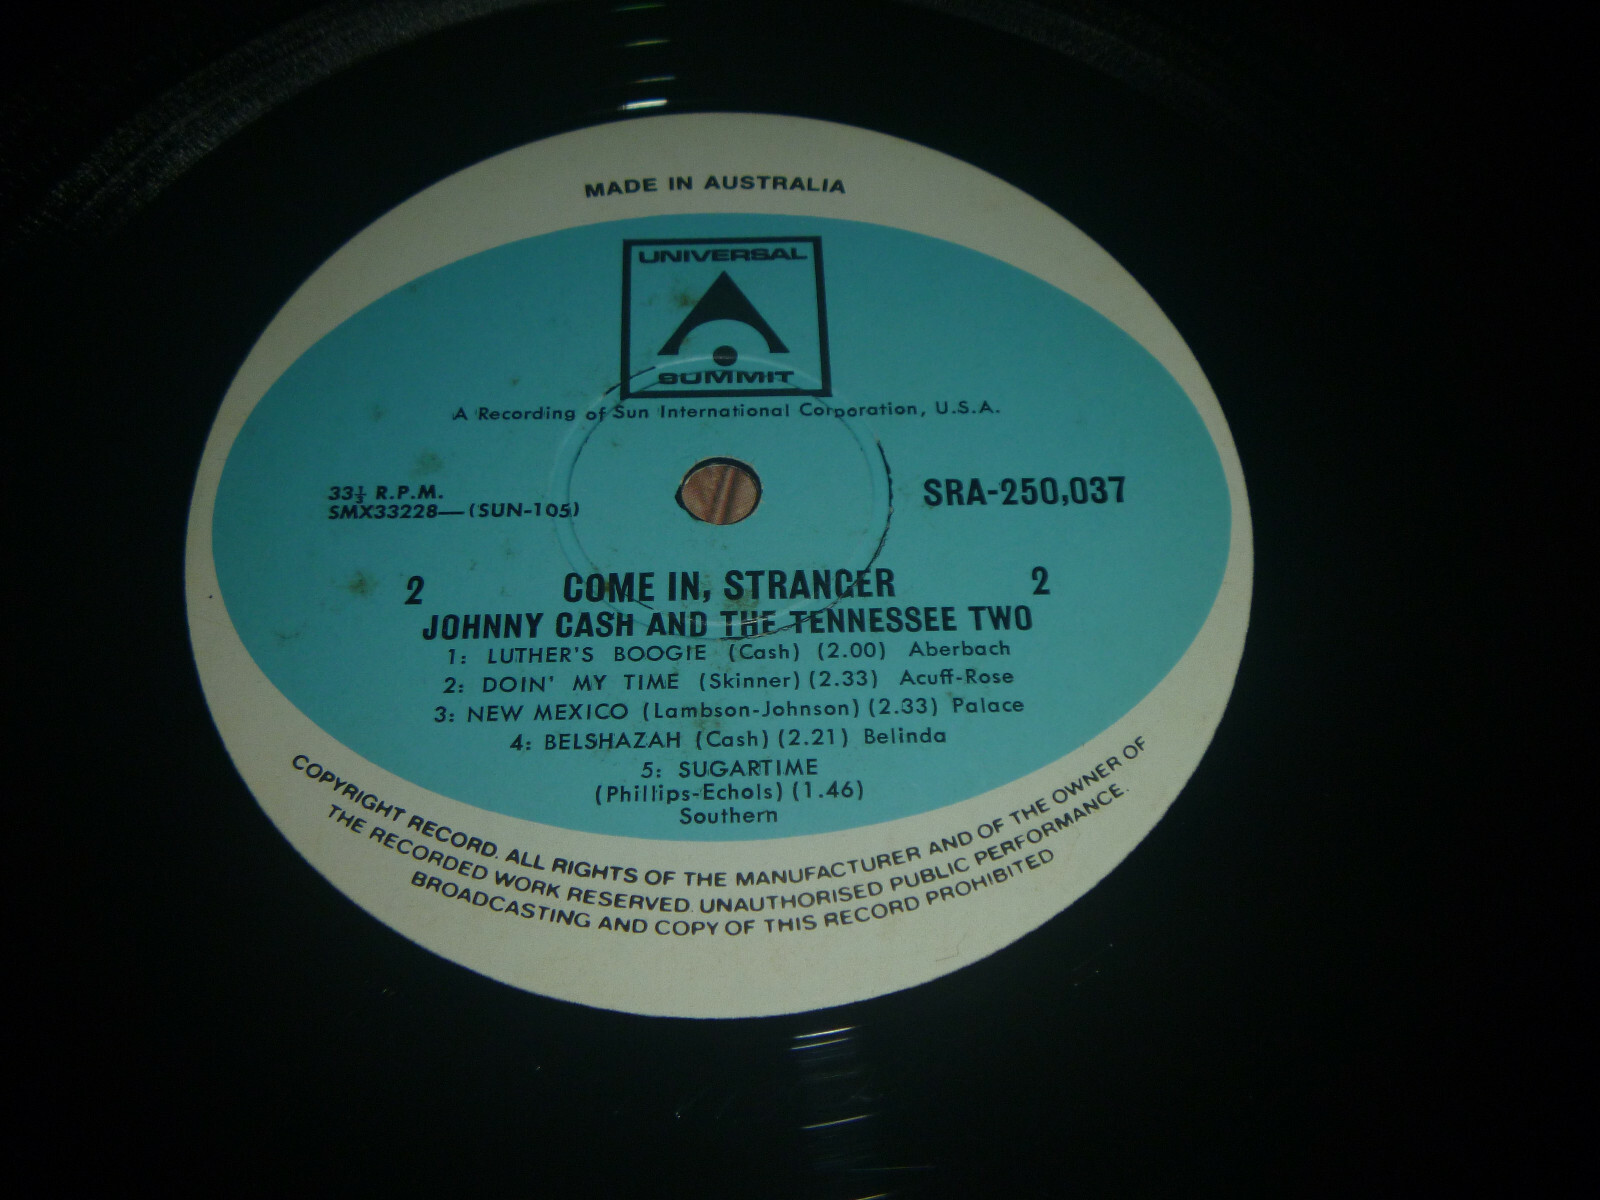 MADE IN AUSTRALIA
UNIVERSAL
SUMMIT
A Recording of Sun International Corporation, U.S.A.
33⅓ R.P.M.
SMX33228—(SUN-105)
SRA-250,037
2 COME IN, STRANGER 2
JOHNNY CASH AND THE TENNESSEE TWO
1: LUTHER'S BOOGIE (Cash) (2.00) Aberbach
2: DOIN' MY TIME (Skinner) (2.33) Acuff-Rose
3: NEW MEXICO (Lambson-Johnson) (2.33) Palace
4: BELSHAZAH (Cash) (2.21) Belinda
5: SUGARTIME
(Phillips-Echols) (1.46)
Southern
COPYRIGHT RECORD. ALL RIGHTS OF THE MANUFACTURER AND OF THE OWNER OF
THE RECORDED WORK RESERVED. UNAUTHORISED PUBLIC PERFORMANCE.
BROADCASTING AND COPY OF THIS RECORD PROHIBITED